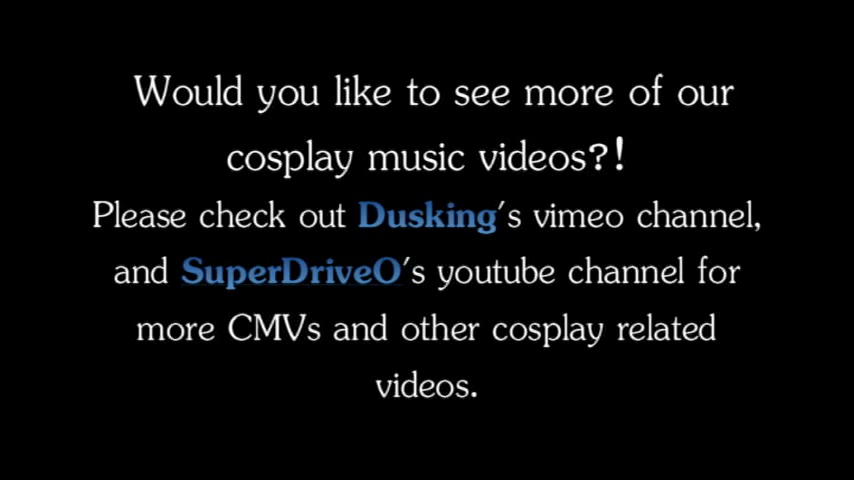 Would you like to see more of our
cosplay music videos?!
Please check out Dusking's vimeo channel,
and SuperDriveO's youtube channel for
more CMVs and other cosplay related
videos.